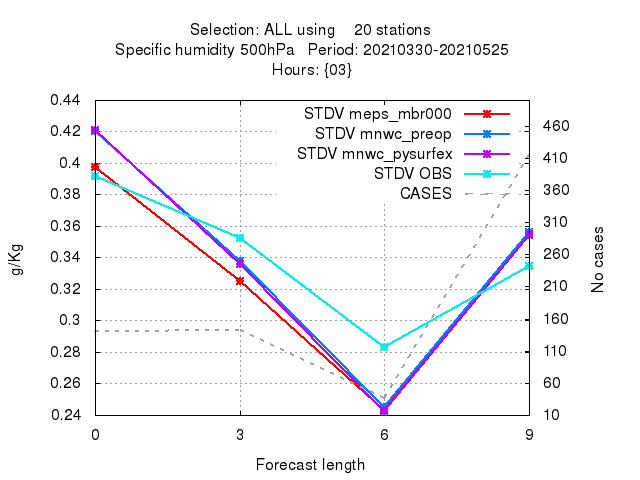 Selection: ALL using    20 stations
Specific humidity 500hPa   Period: 20210330-20210525
Hours: {03}
STDV meps_mbr000
STDV mnwc_preop
STDV mnwc_pysurfex
STDV OBS
CASES
0.44
0.42
0.4
0.38
0.36
0.34
0.32
0.3
0.28
0.26
0.24
g/Kg
460
410
360
310
260
210
160
110
60
10
No cases
0 3 6 9
Forecast length